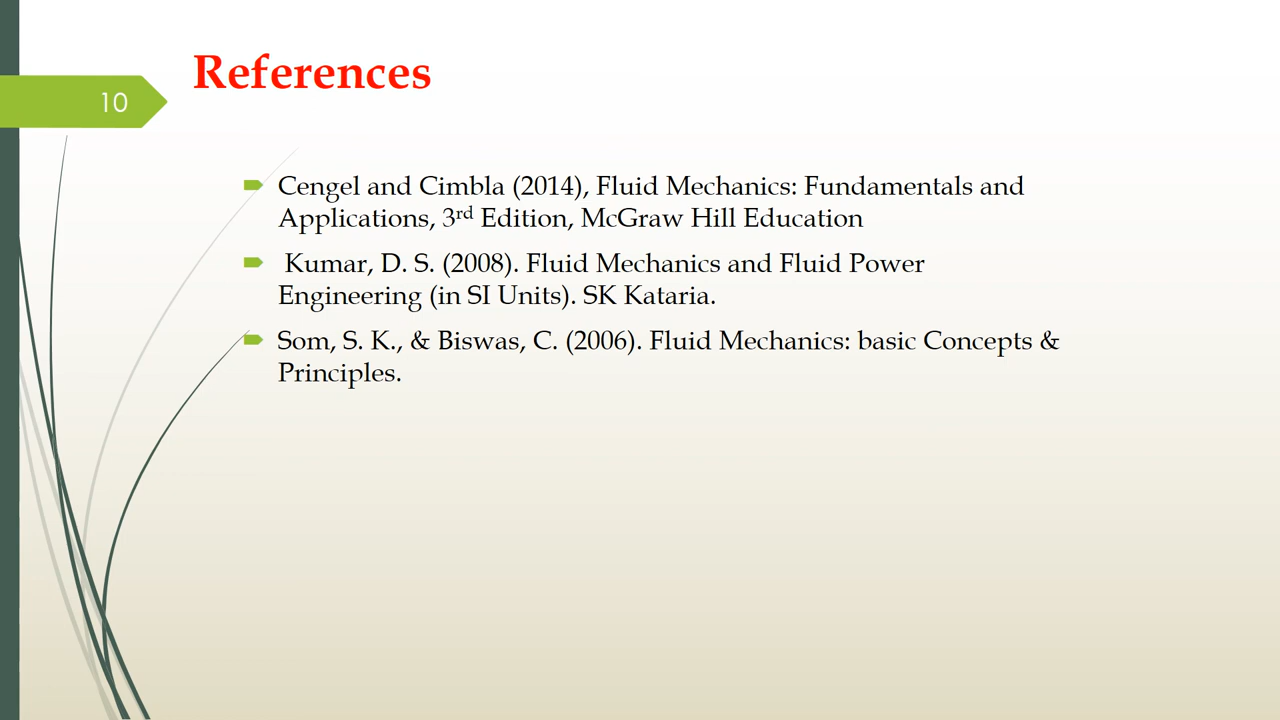 References
10
Cengel and Cimbla (2014), Fluid Mechanics: Fundamentals and
Applications, 3rd Edition, McGraw Hill Education
Kumar, D. S. (2008). Fluid Mechanics and Fluid Power
Engineering (in SI Units). SK Kataria.
Som, S. K., & Biswas, C. (2006). Fluid Mechanics: basic Concepts &
Principles.